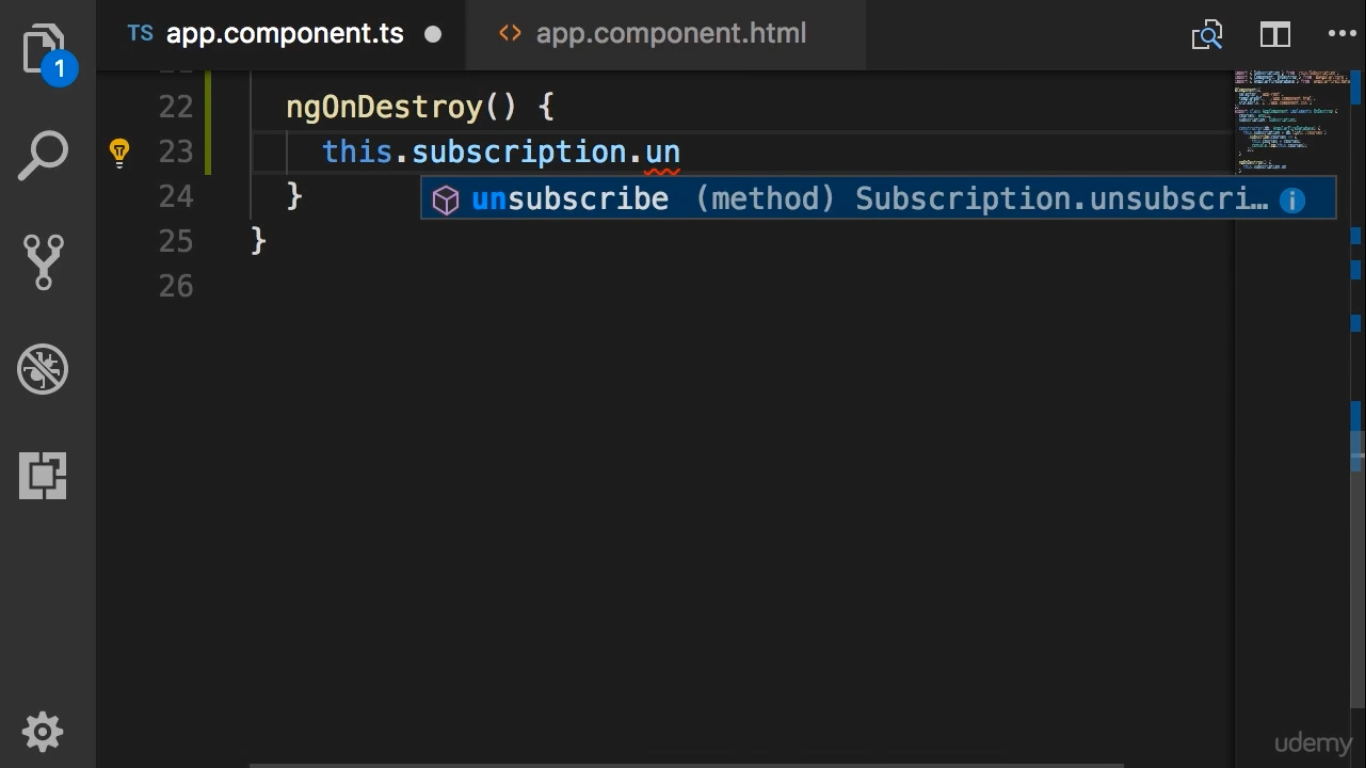 TS app.component.ts
<> app.component.html
1
22 ngOnDestroy() {
23 this.subscription.un
unsubscribe (method) Subscription.unsubscri…
24 }
25 }
26
udemy